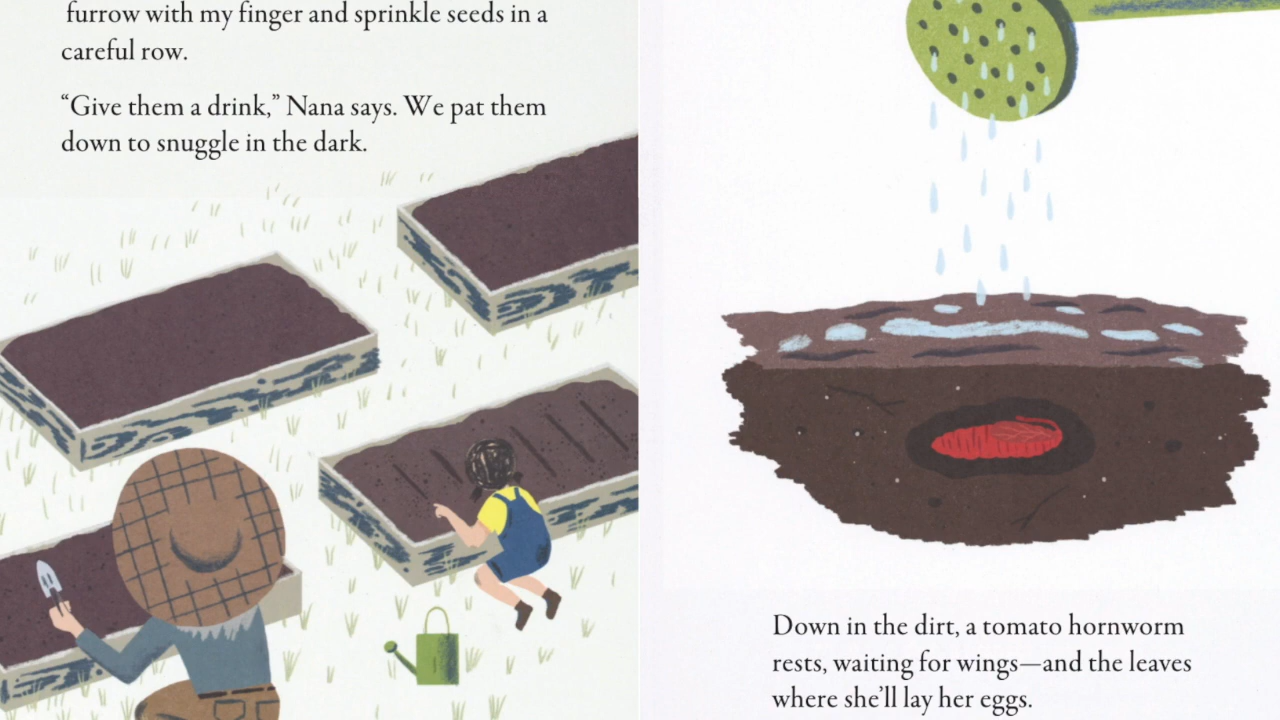 furrow with my finger and sprinkle seeds in a
careful row.
“Give them a drink,” Nana says. We pat them
down to snuggle in the dark.
Down in the dirt, a tomato hornworm
rests, waiting for wings—and the leaves
where she’ll lay her eggs.